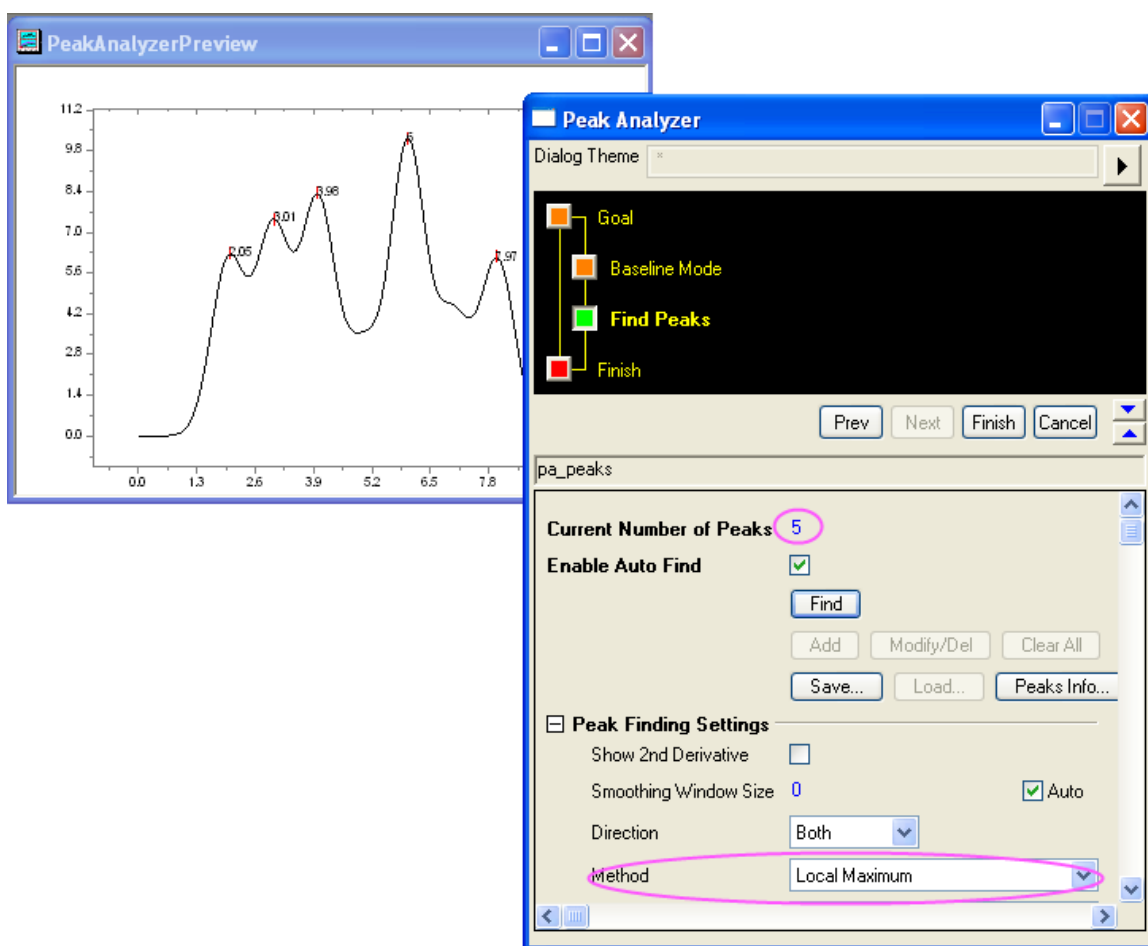 PeakAnalyzerPreview
11.2
9.8
8.4
7.0
5.6
4.2
2.8
1.4
0.0
2.05
3.01
3.98
0.0 1.3 2.6 3.9 5.2 6.5 7.8
Peak Analyzer
Dialog Theme *
Goal
Baseline Mode
Find Peaks
Finish
Prev Next Finish Cancel
pa_peaks
Current Number of Peaks 5
Enable Auto Find
Find
Add Modify/Del Clear All
Save... Load... Peaks Info...
Peak Finding Settings
Show 2nd Derivative
Smoothing Window Size 0 Auto
Direction Both
Method Local Maximum